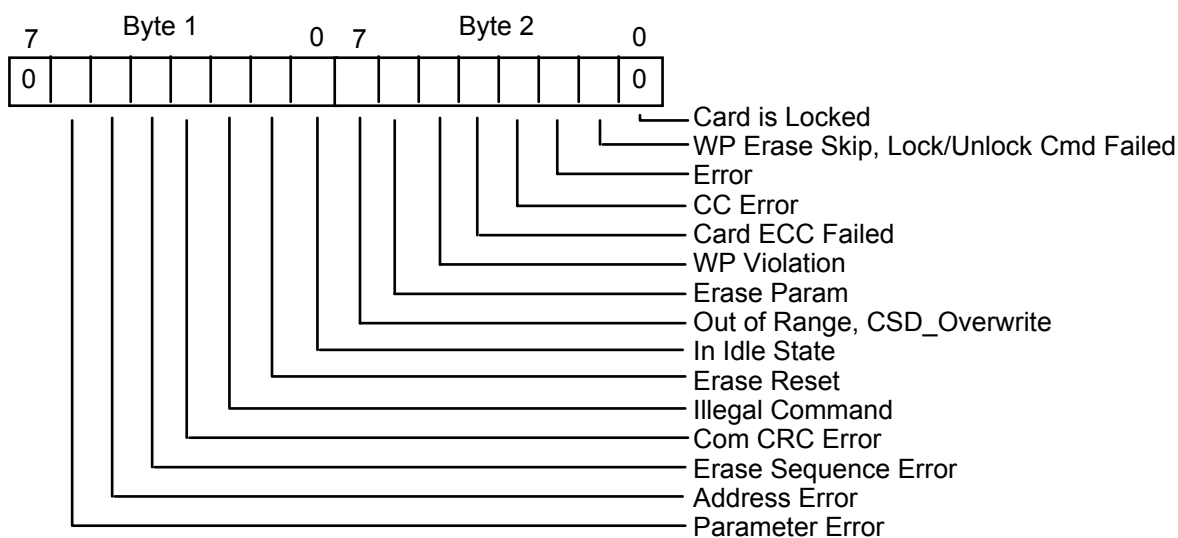 Byte 1 Byte 2
7 0 7 0
0 0
Card is Locked
WP Erase Skip, Lock/Unlock Cmd Failed
Error
CC Error
Card ECC Failed
WP Violation
Erase Param
Out of Range, CSD_Overwrite
In Idle State
Erase Reset
Illegal Command
Com CRC Error
Erase Sequence Error
Address Error
Parameter Error